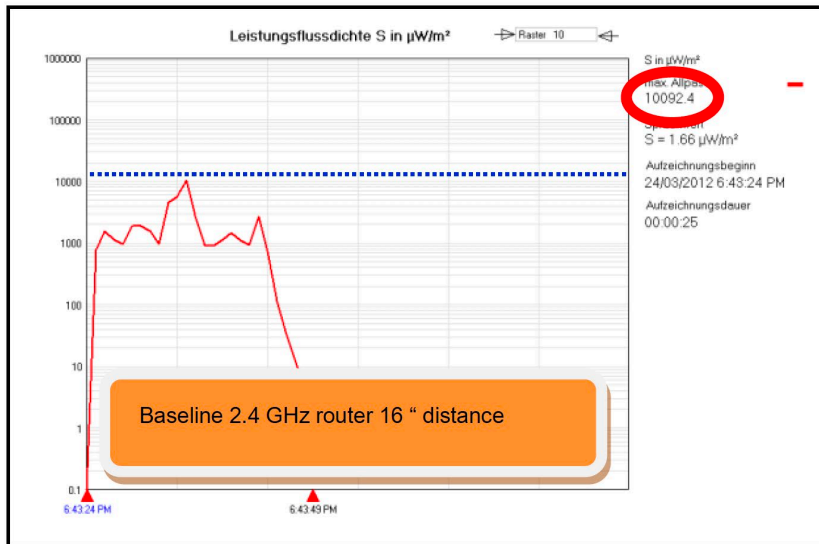 Leistungsflussdichte S in µW/m²
Raster 10
S in µW/m²
max. Allpas
10092.4
S = 1.66 µW/m²
Aufzeichnungsbeginn
24/03/2012 6:43:24 PM
Aufzeichnungsdauer
00:00:25
1000000
100000
10000
1000
100
10
1
0.1
Baseline 2.4 GHz router 16 “ distance
6:43:24 PM
6:43:49 PM